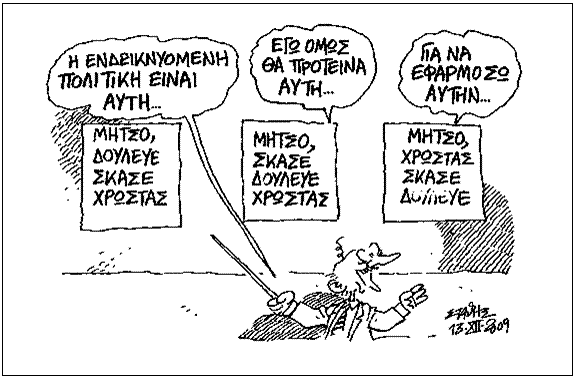 Η ΕΝΔΕΙΚΝΥΟΜΕΝΗ
ΠΟΛΙΤΙΚΗ ΕΙΝΑΙ
ΑΥΤΗ...
ΕΓΩ ΟΜΩΣ
ΘΑ ΠΡΟΤΕΙΝΑ
ΑΥΤΗ...
ΓΙΑ ΝΑ
ΕΦΑΡΜΟΣΩ
ΑΥΤΗΝ...
ΜΗΤΣΟ,
ΔΟΥΛΕΥΕ
ΣΚΑΣΕ
ΧΡΩΣΤΑΣ
ΜΗΤΣΟ,
ΣΚΑΣΕ
ΔΟΥΛΕΥΕ
ΧΡΩΣΤΑΣ
ΜΗΤΣΟ,
ΧΡΩΣΤΑΣ
ΣΚΑΣΕ
ΔΟΥΛΕΥΕ
ΣΤΑΘΗΣ
13·XII·2009